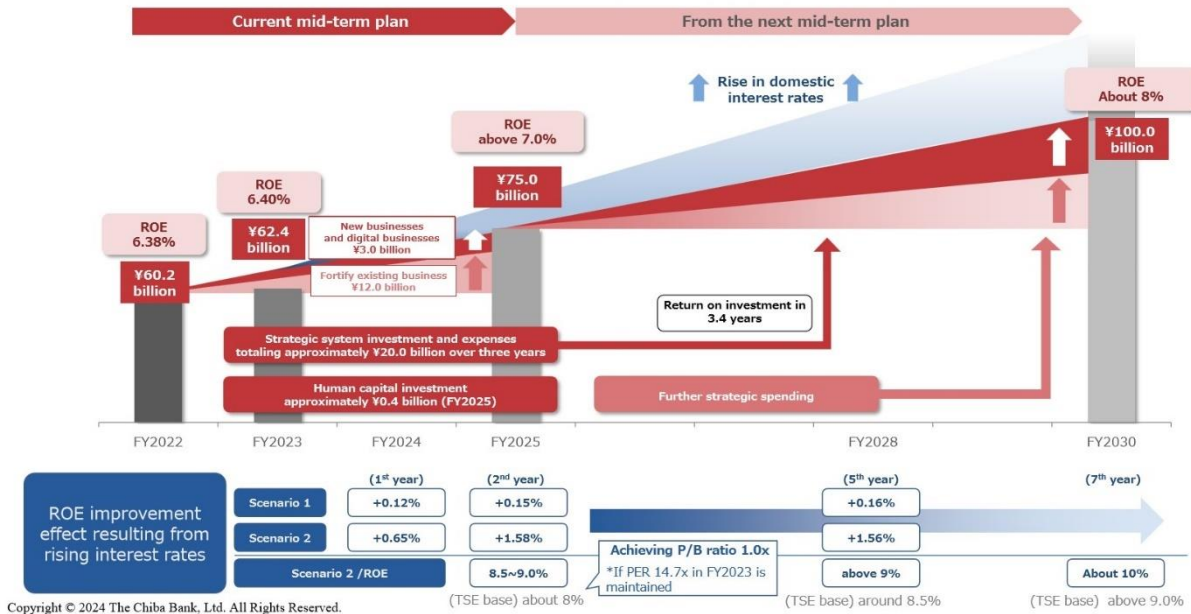 Current mid-term plan
From the next mid-term plan
Rise in domestic
interest rates
ROE
About 8%
¥100.0
billion
ROE
above 7.0%
¥75.0
billion
ROE
6.40%
¥62.4
billion
ROE
6.38%
¥60.2
billion
New businesses
and digital businesses
¥3.0 billion
Fortify existing business
¥12.0 billion
Return on investment in
3.4 years
Strategic system investment and expenses
totaling approximately ¥20.0 billion over three years
Human capital investment
approximately ¥0.4 billion (FY2025)
Further strategic spending
FY2022
FY2023
FY2024
FY2025
FY2028
FY2030
ROE improvement
effect resulting from
rising interest rates
(1st year)
(2nd year)
(5th year)
(7th year)
Scenario 1
+0.12%
+0.15%
+0.16%
Scenario 2
+0.65%
+1.58%
+1.56%
Achieving P/B ratio 1.0x
*If PER 14.7x in FY2023 is
maintained
Scenario 2 /ROE
8.5~9.0%
above 9%
About 10%
(TSE base) about 8%
(TSE base) around 8.5%
(TSE base) above 9.0%
Copyright © 2024 The Chiba Bank, Ltd. All Rights Reserved.